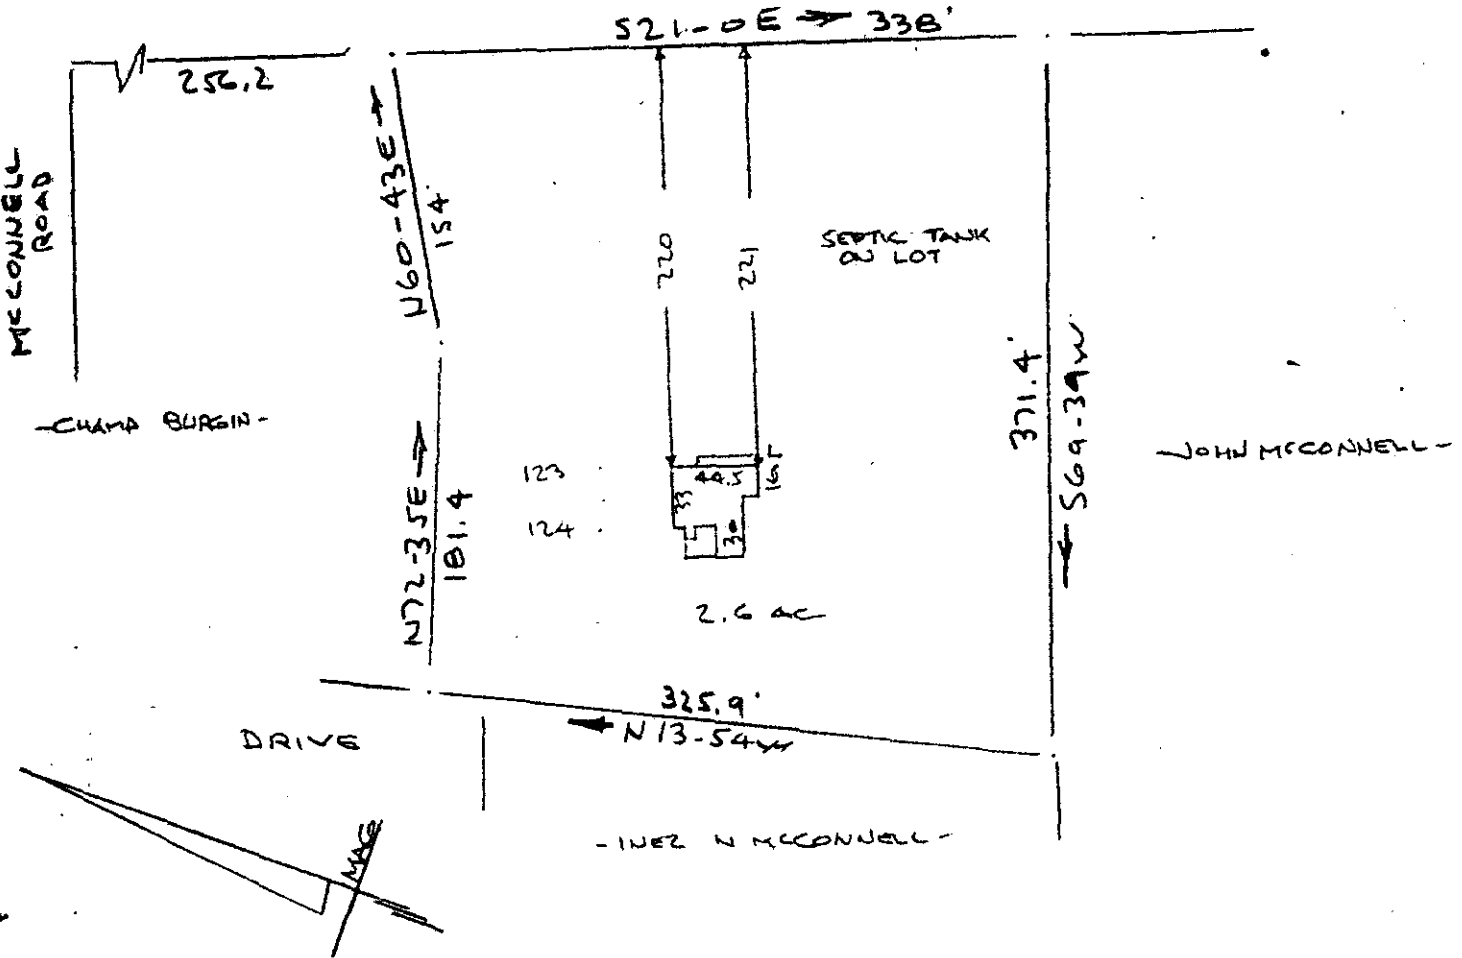 S21-0E → 338'
256.2
MCCONNELL
ROAD
N60-43E →
154'
220
221
SEPTIC TANK
ON LOT
371.4'
← S69-39W
-CHAMP BURGIN-
-JOHN MCCONNELL-
123
44.5
33
124
30
N72-35E →
181.4
2.6 AC
325.9'
← N13-54W
DRIVE
MAG
-INEZ N MCCONNELL-